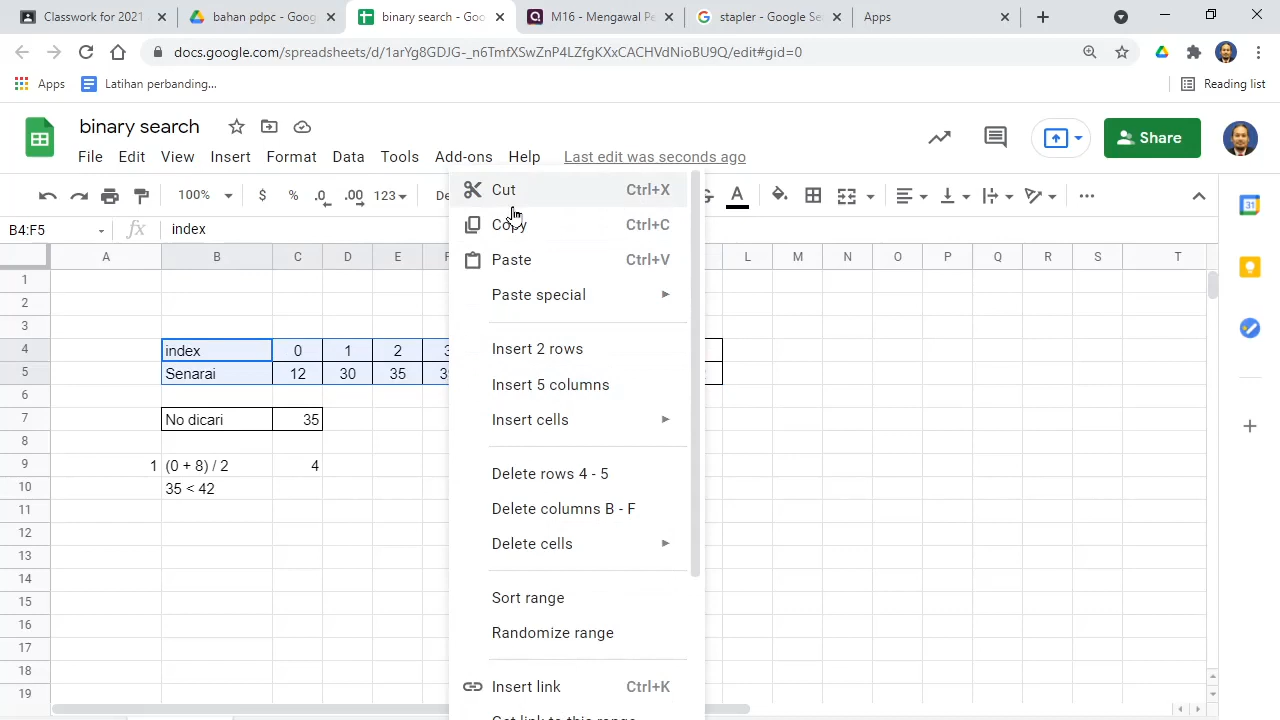 Classroom for 2021
bahan pdpc - Goog
binary search - Goo
M16 - Mengawal Pe
stabler - Google Se
Apps
docs.google.com/spreadsheets/d/1arYg8GDJG-_n6TmfXSwZnP4LZfgKXxCACHVdNioBU9Q/edit#gid=0
Apps
Latihan perbanding...
Reading list
binary search
Share
File Edit View Insert Format Data Tools Add-ons Help Last edit was seconds ago
100% $ % .0 .00 123 De
B4:F5 fx index
A B C D E F L M N O P Q R S T
1
2
3
4 index 0 1 2 3
5 Senarai 12 30 35
6
7 No dicari 35
8
9 1 (0 + 8) / 2 4
10 35 < 42
11
12
13
14
15
16
17
18
19
Cut Ctrl+X
Copy Ctrl+C
Paste Ctrl+V
Paste special
Insert 2 rows
Insert 5 columns
Insert cells
Delete rows 4 - 5
Delete columns B - F
Delete cells
Sort range
Randomize range
Insert link Ctrl+K
Get link to this range
31